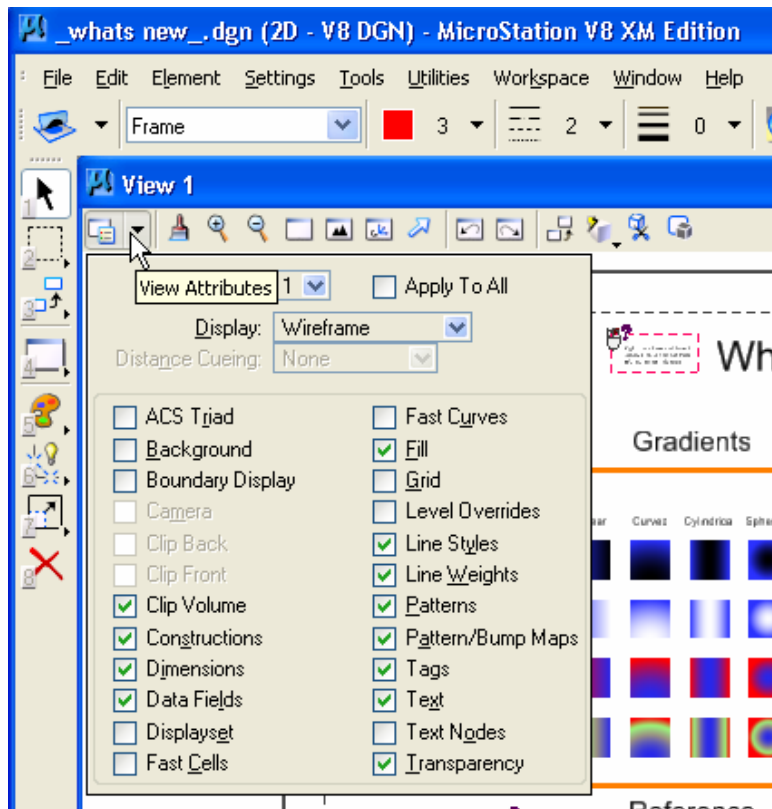 _whats new_.dgn (2D - V8 DGN) - MicroStation V8 XM Edition
File Edit Element Settings Tools Utilities Workspace Window Help
Frame 3 2 0
View 1
1
2
3
4
5
6
7
8
View Attributes 1 Apply To All
Display: Wireframe
Distance Cueing: None
ACS Triad
Background
Boundary Display
Camera
Clip Back
Clip Front
Clip Volume
Constructions
Dimensions
Data Fields
Displayset
Fast Cells
Fast Curves
Fill
Grid
Level Overrides
Line Styles
Line Weights
Patterns
Pattern/Bump Maps
Tags
Text
Text Nodes
Transparency
Wh
Gradients
ear Curves Cylindrica Sphe
Reference